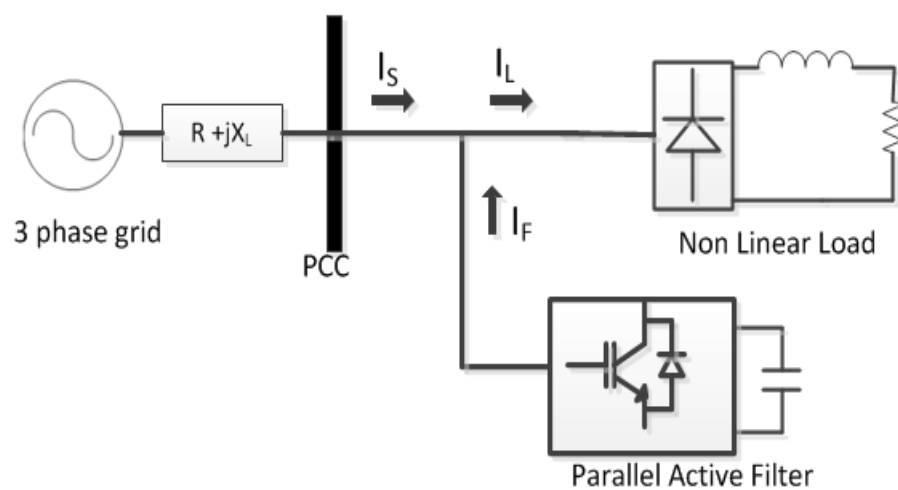 I_S
I_L
R +jX_L
3 phase grid
I_F
PCC
Non Linear Load
Parallel Active Filter